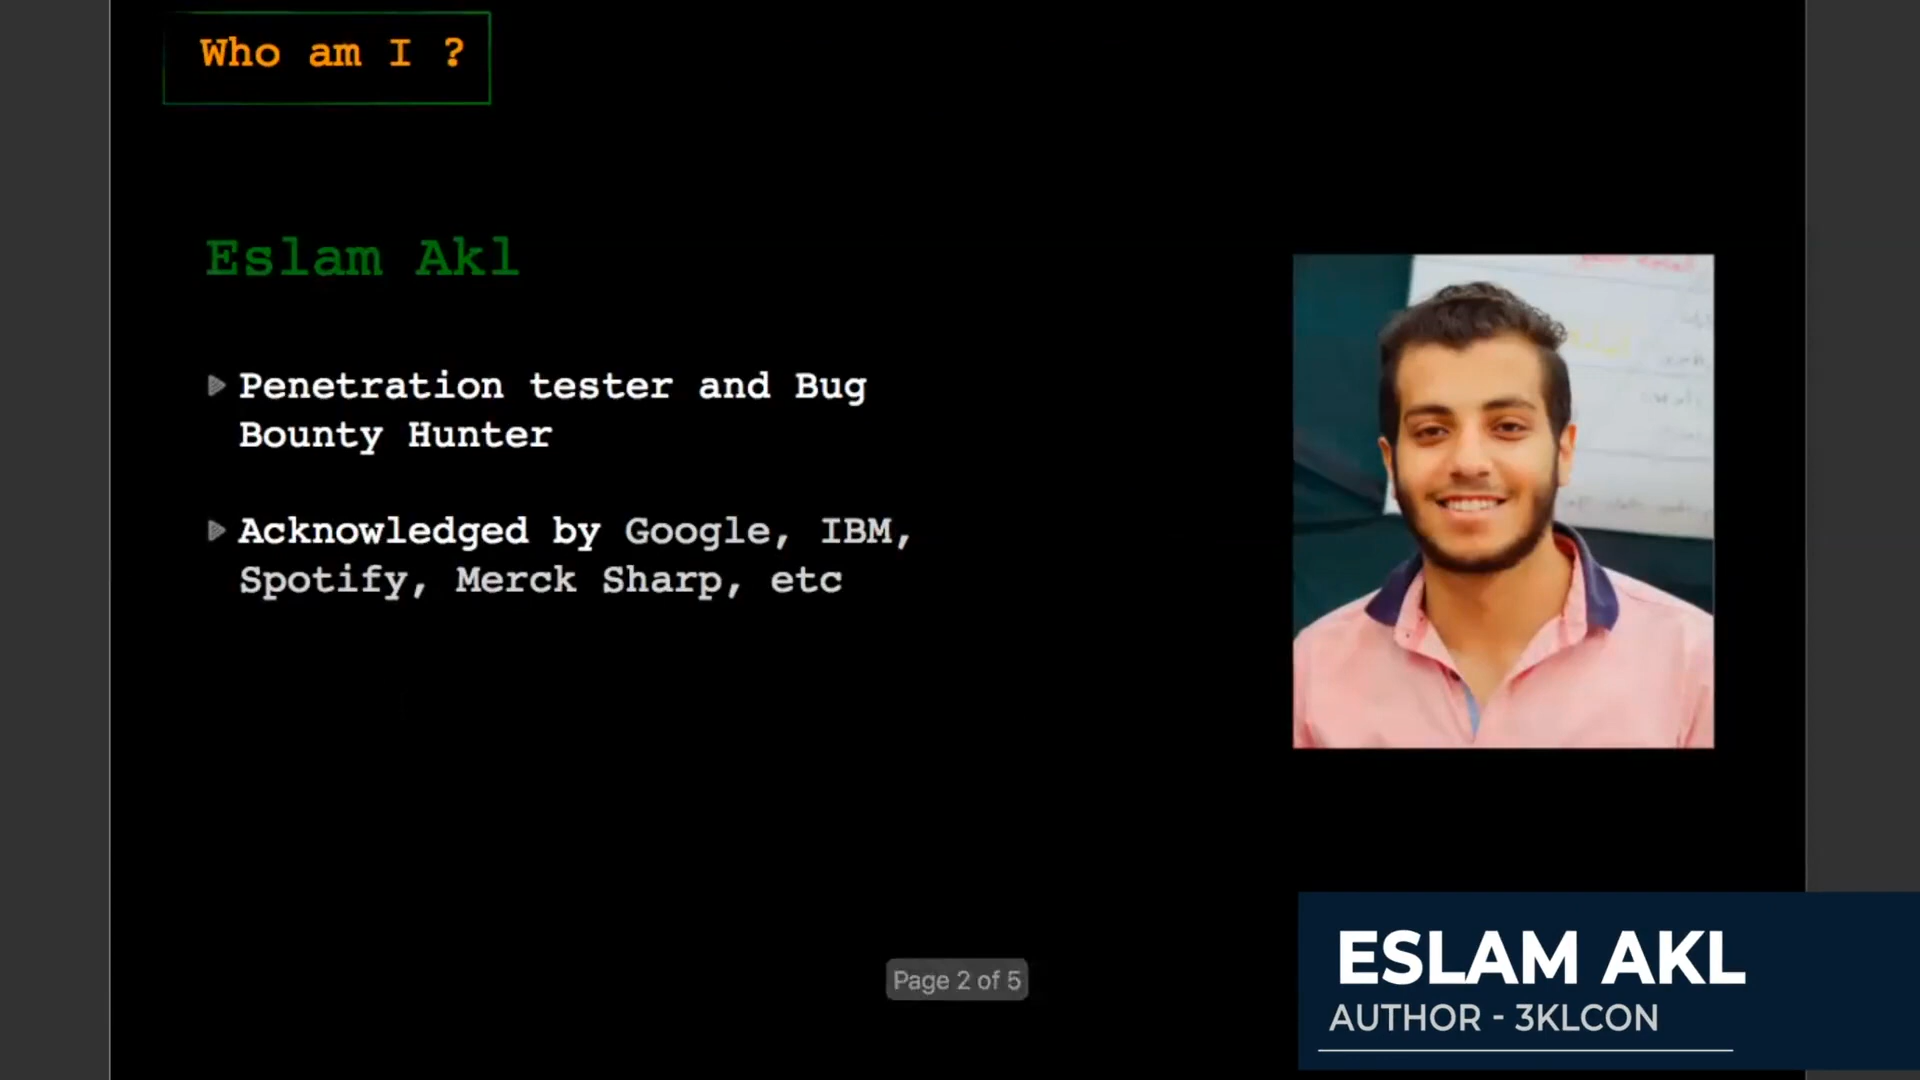 Who am I ?
Eslam Akl
Penetration tester and Bug
Bounty Hunter
Acknowledged by Google, IBM,
Spotify, Merck Sharp, etc
Page 2 of 5
ESLAM AKL
AUTHOR - 3KLCON